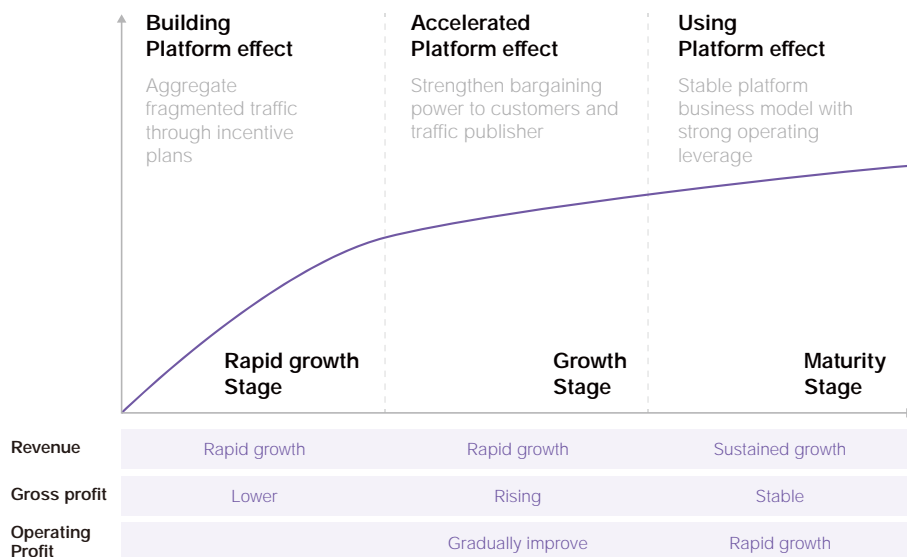 Building
Platform effect
Aggregate
fragmented traffic
through incentive
plans
Accelerated
Platform effect
Strengthen bargaining
power to customers and
traffic publisher
Using
Platform effect
Stable platform
business model with
strong operating
leverage
Rapid growth
Stage
Growth
Stage
Maturity
Stage
Revenue
Rapid growth
Rapid growth
Sustained growth
Gross profit
Lower
Rising
Stable
Operating
Profit
Gradually improve
Rapid growth